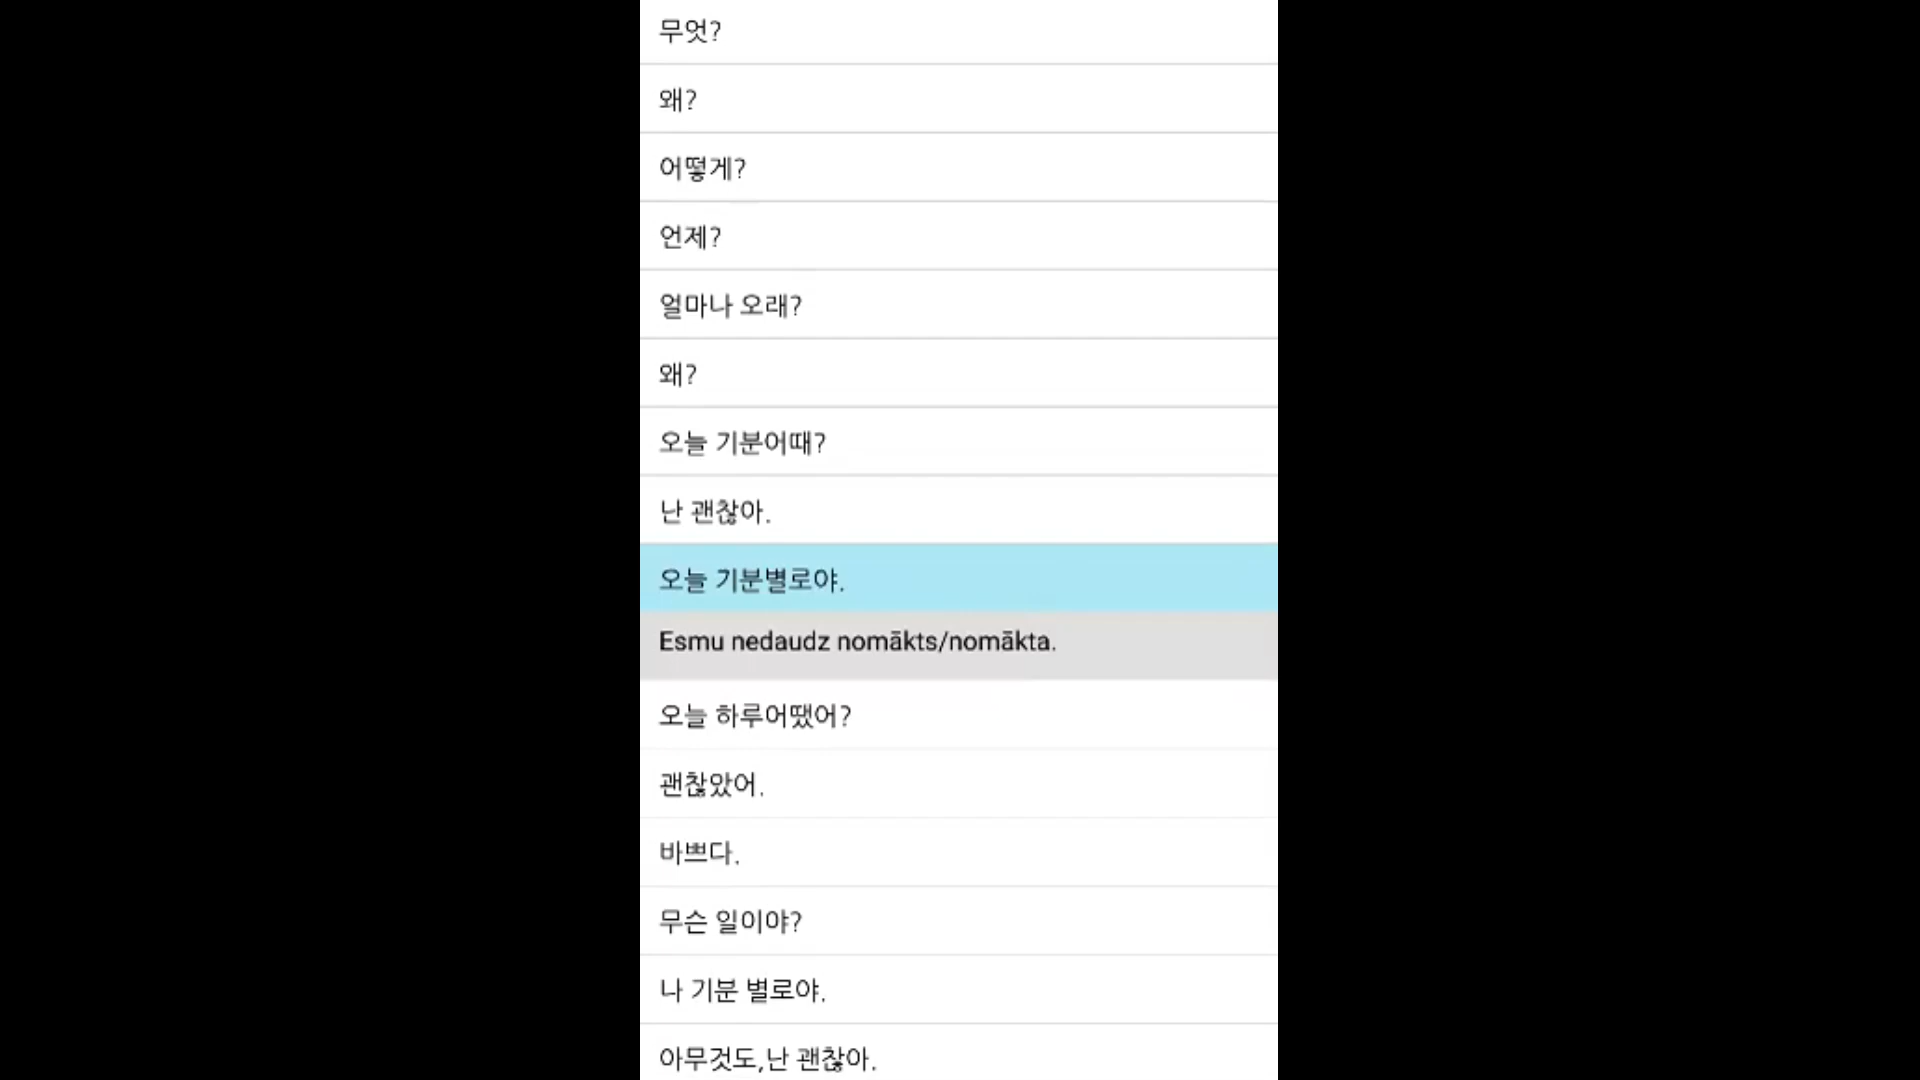 무엇?
왜?
어떻게?
언제?
얼마나 오래?
왜?
오늘 기분어때?
난 괜찮아.
오늘 기분별로야.
Esmu nedaudz nomākts/nomākta.
오늘 하루어땠어?
괜찮았어.
바쁘다.
무슨 일이야?
나 기분 별로야.
아무것도,난 괜찮아.